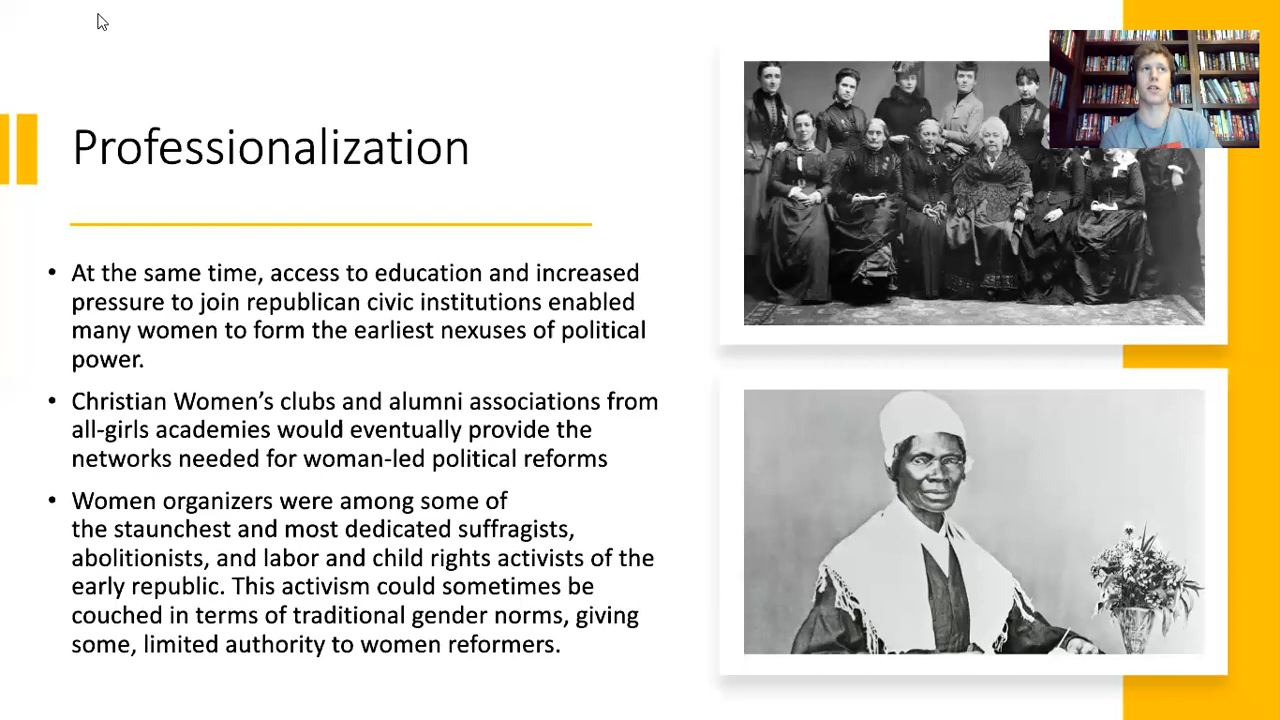 Professionalization
• At the same time, access to education and increased
pressure to join republican civic institutions enabled
many women to form the earliest nexuses of political
power.
• Christian Women’s clubs and alumni associations from
all-girls academies would eventually provide the
networks needed for woman-led political reforms
• Women organizers were among some of
the staunchest and most dedicated suffragists,
abolitionists, and labor and child rights activists of the
early republic. This activism could sometimes be
couched in terms of traditional gender norms, giving
some, limited authority to women reformers.